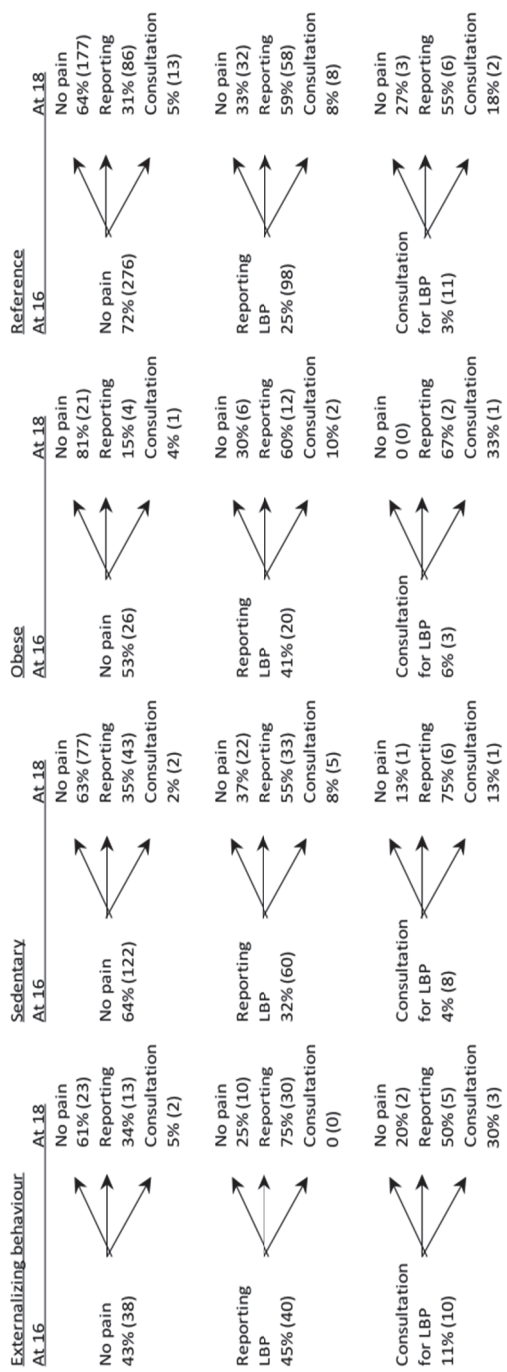 Externalizing behaviour
At 16
At 18
No pain
43% (38)
No pain
61% (23)
Reporting
34% (13)
Consultation
5% (2)
Reporting
LBP
45% (40)
No pain
25% (10)
Reporting
75% (30)
Consultation
0 (0)
Consultation
for LBP
11% (10)
No pain
20% (2)
Reporting
50% (5)
Consultation
30% (3)
Sedentary
At 16
At 18
No pain
64% (122)
No pain
63% (77)
Reporting
35% (43)
Consultation
2% (2)
Reporting
LBP
32% (60)
No pain
37% (22)
Reporting
55% (33)
Consultation
8% (5)
Consultation
for LBP
4% (8)
No pain
13% (1)
Reporting
75% (6)
Consultation
13% (1)
Obese
At 16
At 18
No pain
53% (26)
No pain
81% (21)
Reporting
15% (4)
Consultation
4% (1)
Reporting
LBP
41% (20)
No pain
30% (6)
Reporting
60% (12)
Consultation
10% (2)
Consultation
for LBP
6% (3)
No pain
0 (0)
Reporting
67% (2)
Consultation
33% (1)
Reference
At 16
At 18
No pain
72% (276)
No pain
64% (177)
Reporting
31% (86)
Consultation
5% (13)
Reporting
LBP
25% (98)
No pain
33% (32)
Reporting
59% (58)
Consultation
8% (8)
Consultation
for LBP
3% (11)
No pain
27% (3)
Reporting
55% (6)
Consultation
18% (2)